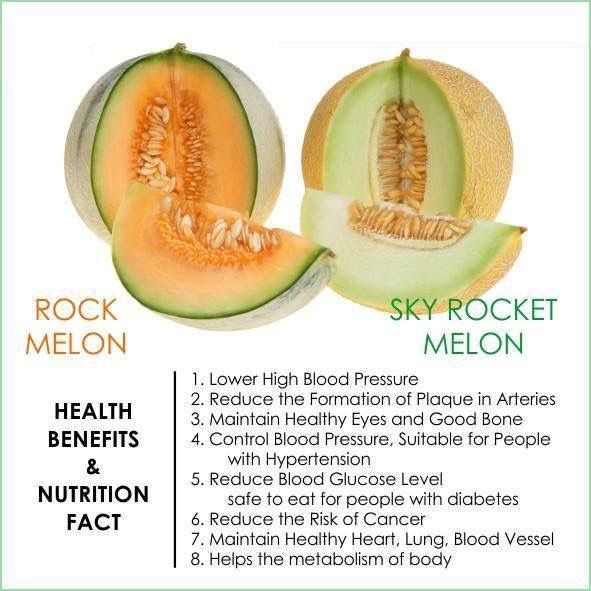 ROCK
MELON
SKY ROCKET
MELON
HEALTH
BENEFITS
&
NUTRITION
FACT
1. Lower High Blood Pressure
2. Reduce the Formation of Plaque in Arteries
3. Maintain Healthy Eyes and Good Bone
4. Control Blood Pressure, Suitable for People
with Hypertension
5. Reduce Blood Glucose Level
safe to eat for people with diabetes
6. Reduce the Risk of Cancer
7. Maintain Healthy Heart, Lung, Blood Vessel
8. Helps the metabolism of body